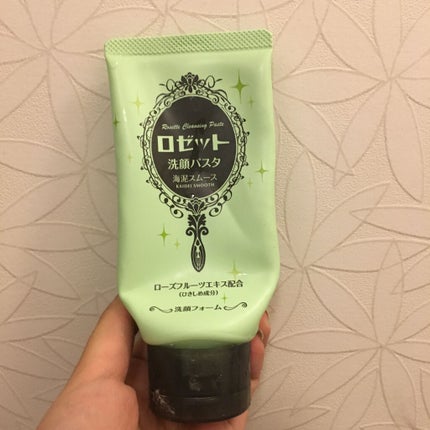 Rosette Cleansing Paste
ロゼット
洗顔パスタ
海泥スムース
KAIDEI SMOOTH
ローズフルーツエキス配合
(ひきしめ成分)
洗顔フォーム